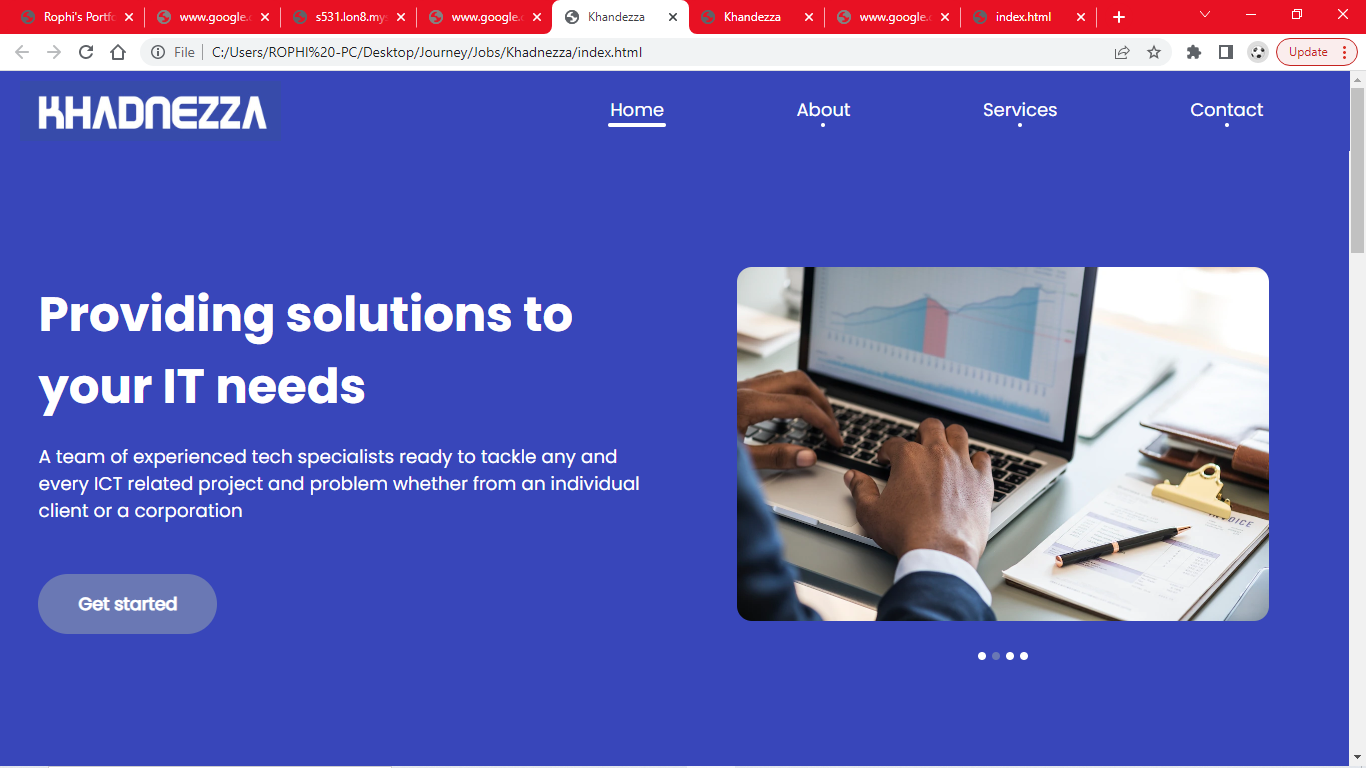 Rophi's Portfo
www.google.c
s531.lon8.mys
www.google.c
Khandezza
Khandezza
www.google.c
index.html
File
C:/Users/ROPHI%20-PC/Desktop/Journey/Jobs/Khadnezza/index.html
Update
KHADNEZZA
Home
About
Services
Contact
Providing solutions to
your IT needs
A team of experienced tech specialists ready to tackle any and
every ICT related project and problem whether from an individual
client or a corporation
Get started
INVOICE